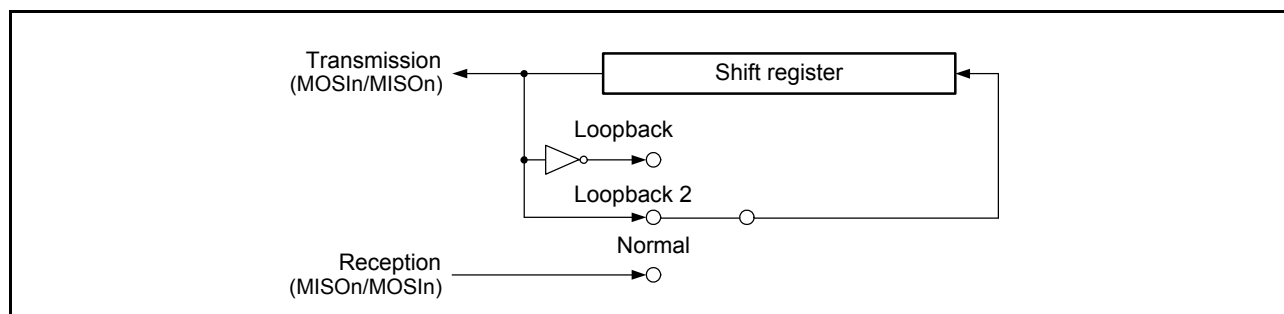 Transmission
(MOSIn/MISOn)
Shift register
Loopback
Loopback 2
Normal
Reception
(MISOn/MOSIn)